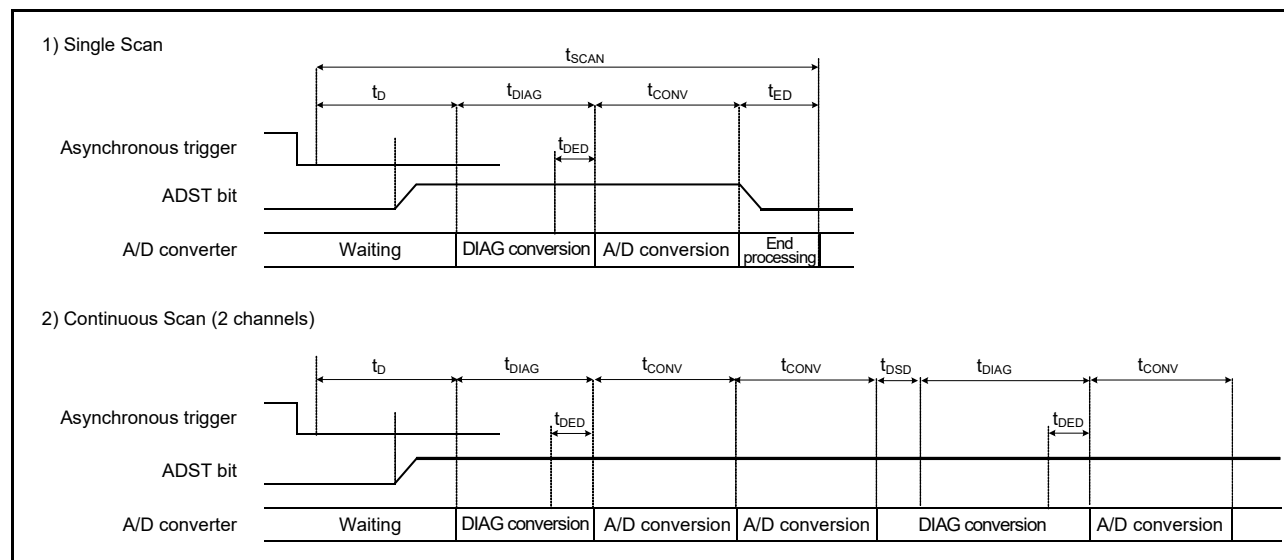 1) Single Scan
tSCAN
tD tDIAG tCONV tED
Asynchronous trigger
tDED
ADST bit
A/D converter Waiting DIAG conversion A/D conversion End processing
2) Continuous Scan (2 channels)
tD tDIAG tCONV tCONV tDSD tDIAG tCONV
Asynchronous trigger
tDED tDED
ADST bit
A/D converter Waiting DIAG conversion A/D conversion A/D conversion DIAG conversion A/D conversion